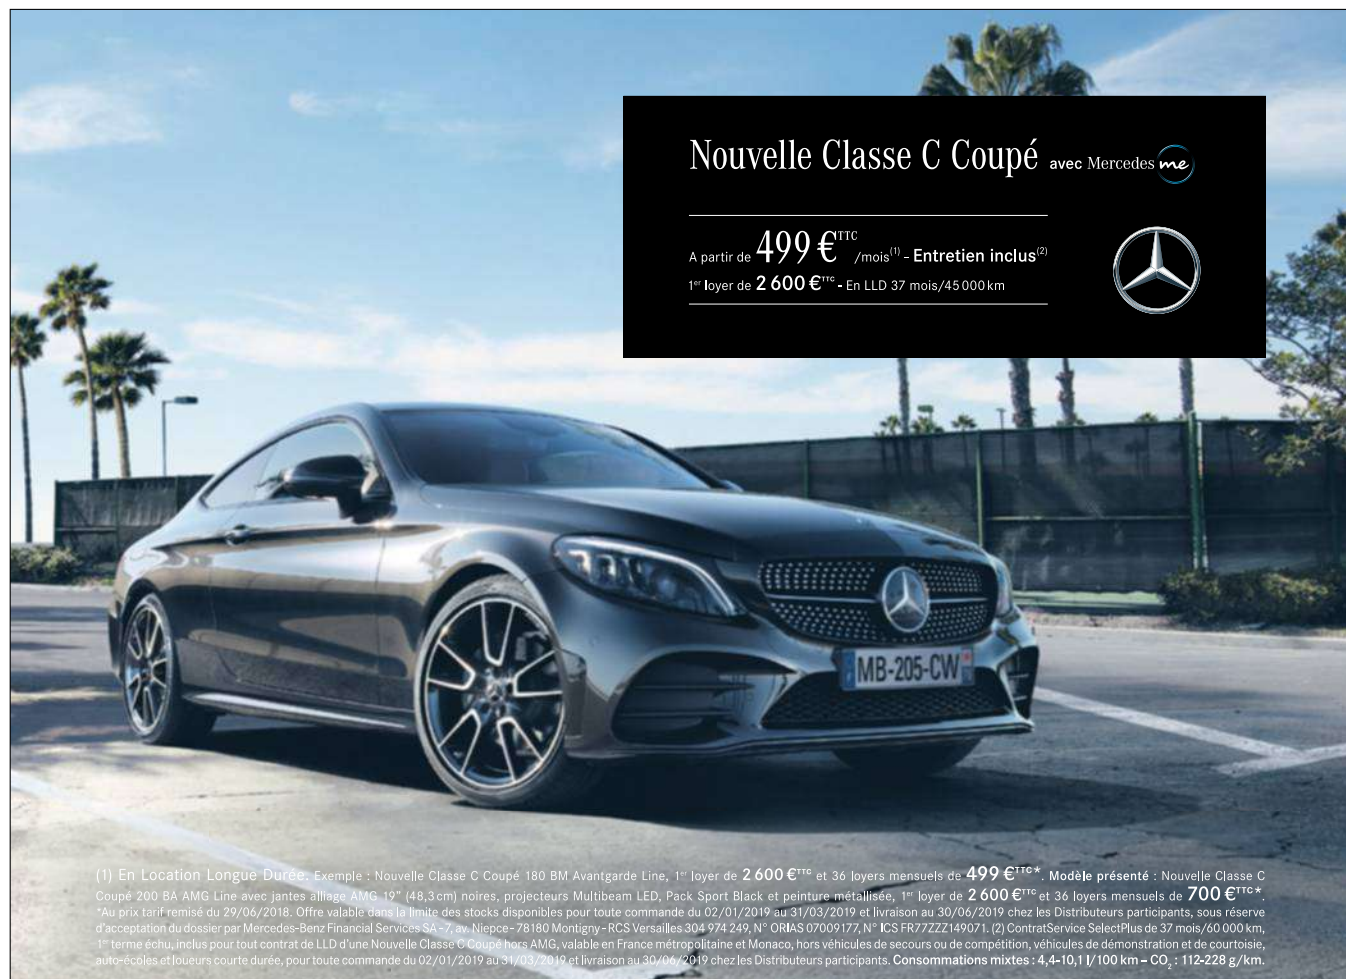 Nouvelle Classe C Coupé avec Mercedes me
A partir de 499 €TTC /mois(1) - Entretien inclus(2)
1er loyer de 2 600 €TTC - En LLD 37 mois/45 000 km
MB-205-CW
(1) En Location Longue Durée. Exemple : Nouvelle Classe C Coupé 180 BM Avantgarde Line, 1er loyer de 2 600 €TTC et 36 loyers mensuels de 499 €TTC*. Modèle présenté : Nouvelle Classe C
Coupé 200 BA AMG Line avec jantes alliage AMG 19” (48,3 cm) noires, projecteurs Multibeam LED, Pack Sport Black et peinture métallisée, 1er loyer de 2 600 €TTC et 36 loyers mensuels de 700 €TTC*.
*Au prix tarif remisé du 29/06/2018. Offre valable dans la limite des stocks disponibles pour toute commande du 02/01/2019 au 31/03/2019 et livraison au 30/06/2019 chez les Distributeurs participants, sous réserve
d’acceptation du dossier par Mercedes-Benz Financial Services SA - 7, av. Niepce - 78180 Montigny - RCS Versailles 304 974 249, N° ORIAS 07009177, N° ICS FR77ZZZ149071. (2) ContratService SelectPlus de 37 mois/60 000 km,
1er terme échu, inclus pour tout contrat de LLD d’une Nouvelle Classe C Coupé hors AMG, valable en France métropolitaine et Monaco, hors véhicules de secours ou de compétition, véhicules de démonstration et de courtoisie,
auto-écoles et loueurs courte durée, pour toute commande du 02/01/2019 au 31/03/2019 et livraison au 30/06/2019 chez les Distributeurs participants. Consommations mixtes : 4,4-10,1 l/100 km – CO2 : 112-228 g/km.